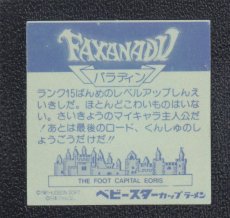 FAXANADU
パラディン
ランク15ばんめのレベルアップしんえ
いきしだ。ほとんどこわいものはいな
い。さいきょうのマイキャラ主人公だ
!あとは最後のロード、くんしゅのし
ょうごうだけだ!!
THE FOOT CAPITAL EORIS
ベビースターカップラーメン